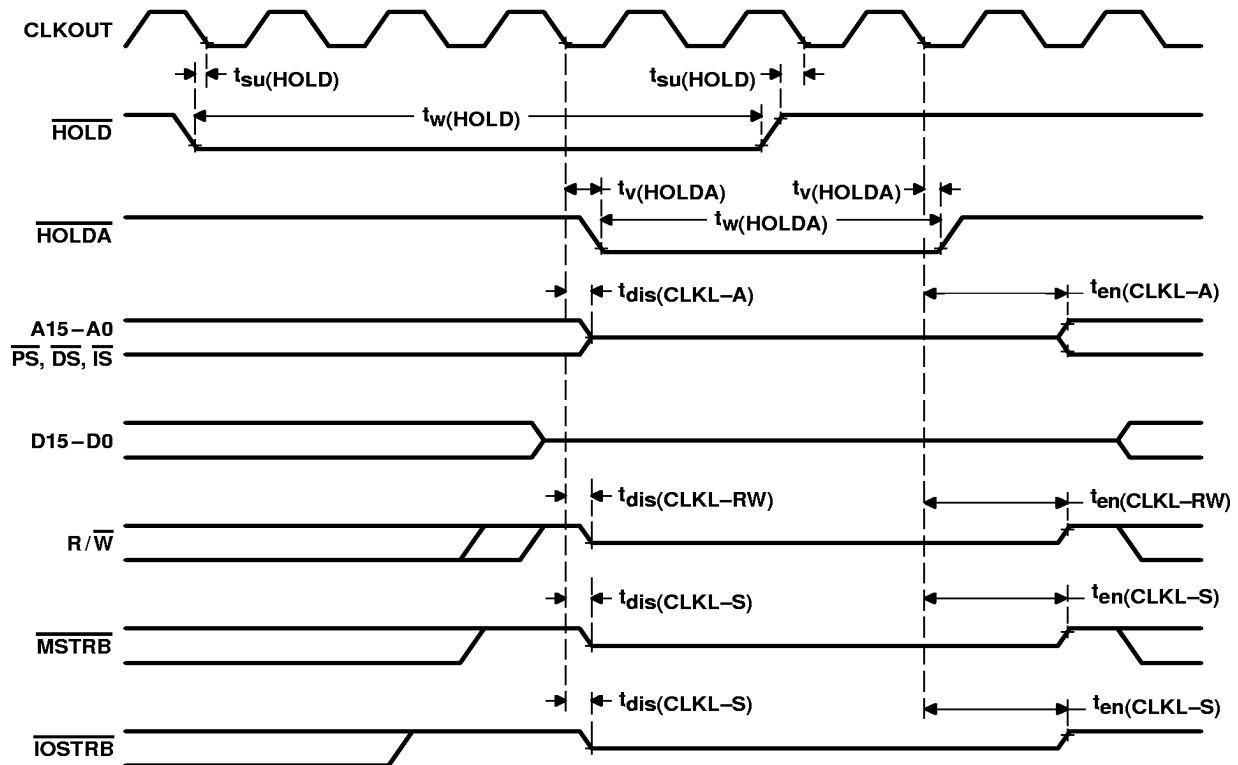 CLKOUT
tsu(HOLD) tsu(HOLD)
HOLD tw(HOLD)
tv(HOLDA) tv(HOLDA)
HOLDA tw(HOLDA)
tdis(CLKL–A) ten(CLKL–A)
A15–A0
PS, DS, IS
D15–D0
tdis(CLKL–RW) ten(CLKL–RW)
R/W
tdis(CLKL–S) ten(CLKL–S)
MSTRB
tdis(CLKL–S) ten(CLKL–S)
IOSTRB